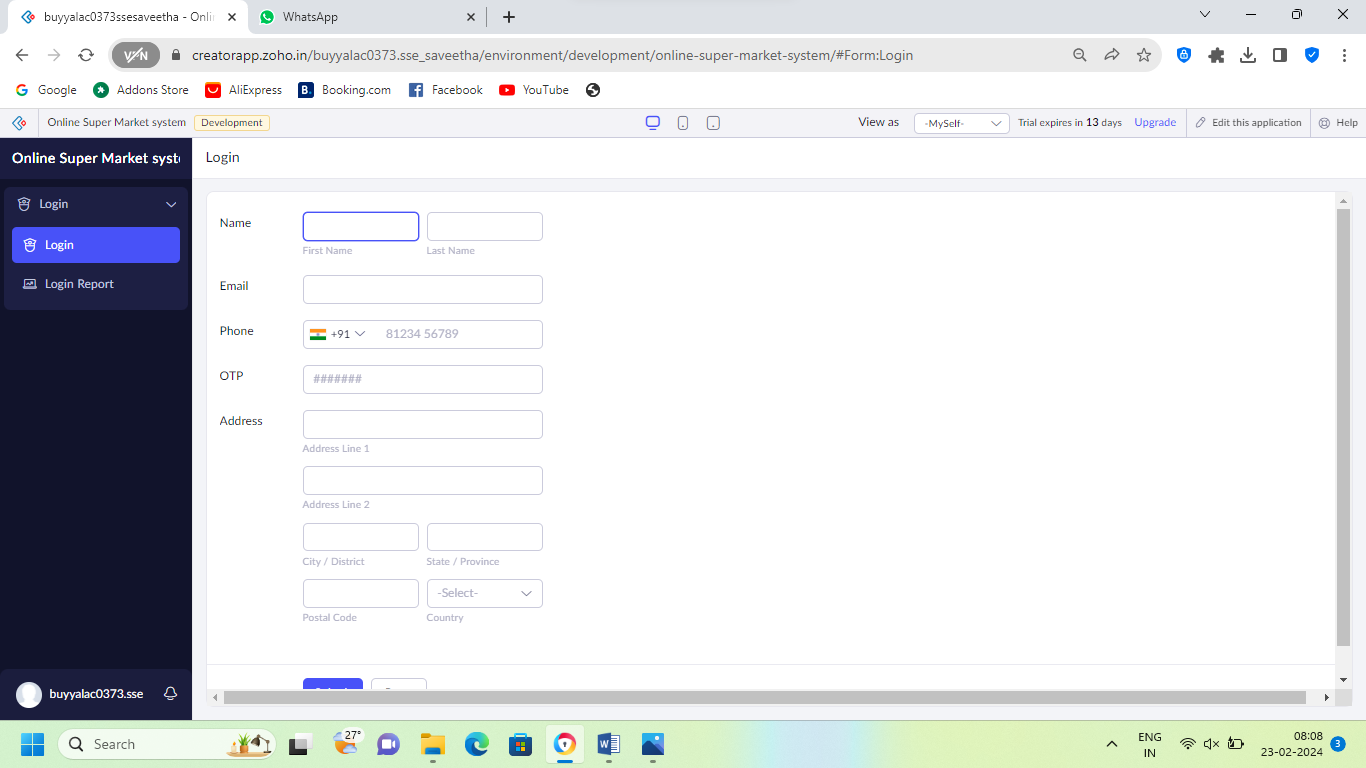 buyyalac0373ssesaveetha - Onli
WhatsApp
VPN
creatorapp.zoho.in/buyyalac0373.sse_saveetha/environment/development/online-super-market-system/#Form:Login
Google
Addons Store
AliExpress
B. Booking.com
Facebook
YouTube
Online Super Market system
Development
View as
-MySelf-
Trial expires in 13 days
Upgrade
Edit this application
Help
Online Super Market syste
Login
Login
Login
Login Report
Name
First Name
Last Name
Email
Phone
+91
81234 56789
OTP
#######
Address
Address Line 1
Address Line 2
City / District
State / Province
-Select-
Postal Code
Country
buyyalac0373.sse
Search
27°
ENG
IN
08:08
23-02-2024
3